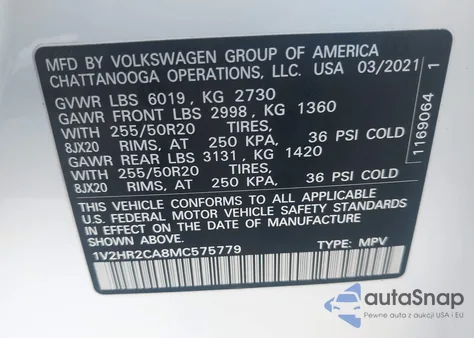 MFD BY VOLKSWAGEN GROUP OF AMERICA
CHATTANOOGA OPERATIONS, LLC. USA 03/2021
GVWR LBS 6019, KG 2730
GAWR FRONT LBS 2998, KG 1360
WITH 255/50R20 TIRES,
8JX20 RIMS, AT 250 KPA, 36 PSI COLD
GAWR REAR LBS 3131, KG 1420
WITH 255/50R20 TIRES,
8JX20 RIMS, AT 250 KPA, 36 PSI COLD
THIS VEHICLE CONFORMS TO ALL APPLICABLE
U.S. FEDERAL MOTOR VEHICLE SAFETY STANDARDS
IN EFFECT ON THE DATE OF MANUFACTURE
SHOWN ABOVE.
1V2HR2CA8MC575779 TYPE: MPV
1169064 1
autoSnap
Pewne auta z aukcji USA i EU